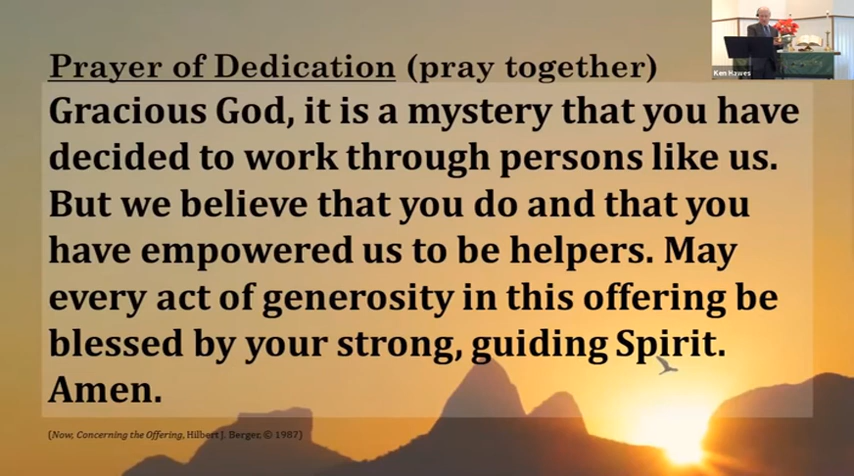 Prayer of Dedication (pray together)
Gracious God, it is a mystery that you have
decided to work through persons like us.
But we believe that you do and that you
have empowered us to be helpers. May
every act of generosity in this offering be
blessed by your strong, guiding Spirit.
Amen.
(Now, Concerning the Offering, Hilbert J. Berger, © 1987)
Ken Hawes